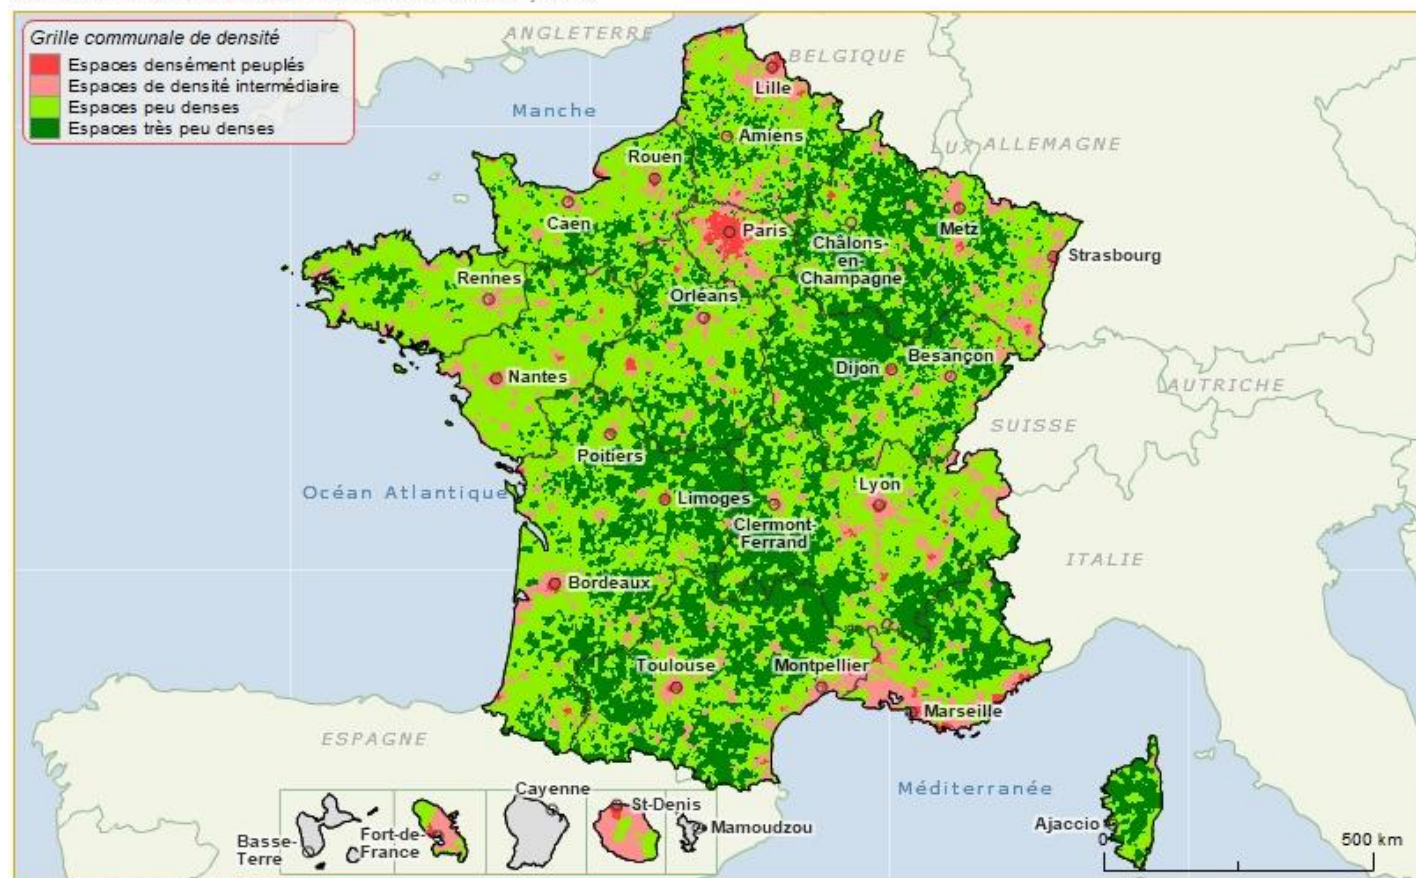 Grille communale de densité
Espaces densément peuplés
Espaces de densité intermédiaire
Espaces peu denses
Espaces très peu denses
ANGLETERRE
BELGIQUE
Lille
Manche
Amiens
LUX
ALLEMAGNE
Rouen
Caen
Paris
Châlons-
en-
Champagne
Metz
Strasbourg
Rennes
Orléans
Nantes
Dijon
Besançon
AUTRICHE
SUISSE
Poitiers
Océan Atlantique
Limoges
Lyon
Clermont-
Ferrand
ITALIE
Bordeaux
Toulouse
Montpellier
Marseille
ESPAGNE
Méditerranée
Cayenne
St-Denis
Mamoudzou
Basse-
Terre
Fort-de-
France
Ajaccio
0
500 km